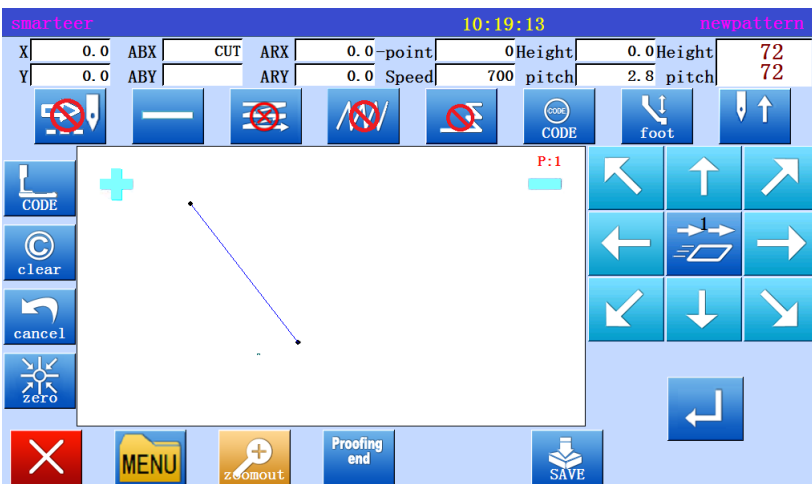 smarteer 10:19:13 newpattern
X 0.0 ABX CUT ARX 0.0 -point 0 Height 0.0 Height 72
Y 0.0 ABY ARY 0.0 Speed 700 pitch 2.8 pitch 72
CODE CODE foot
P:1
CODE
1
clear
cancel
zero
MENU zoomout Proofing end SAVE